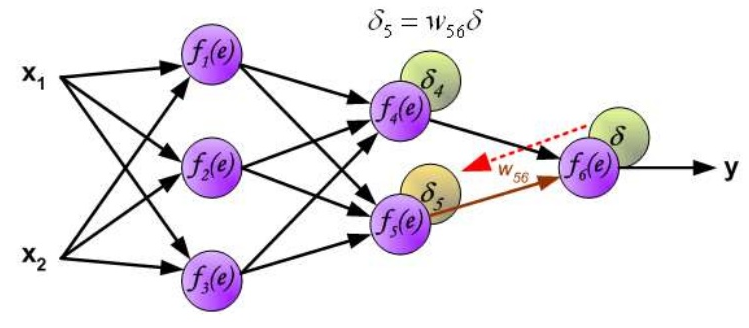 δ₅ = w₅₆δ
x₁
f₁(e)
f₂(e)
f₃(e)
x₂
δ₄
f₄(e)
δ₅
f₅(e)
w₅₆
δ
f₆(e)
y